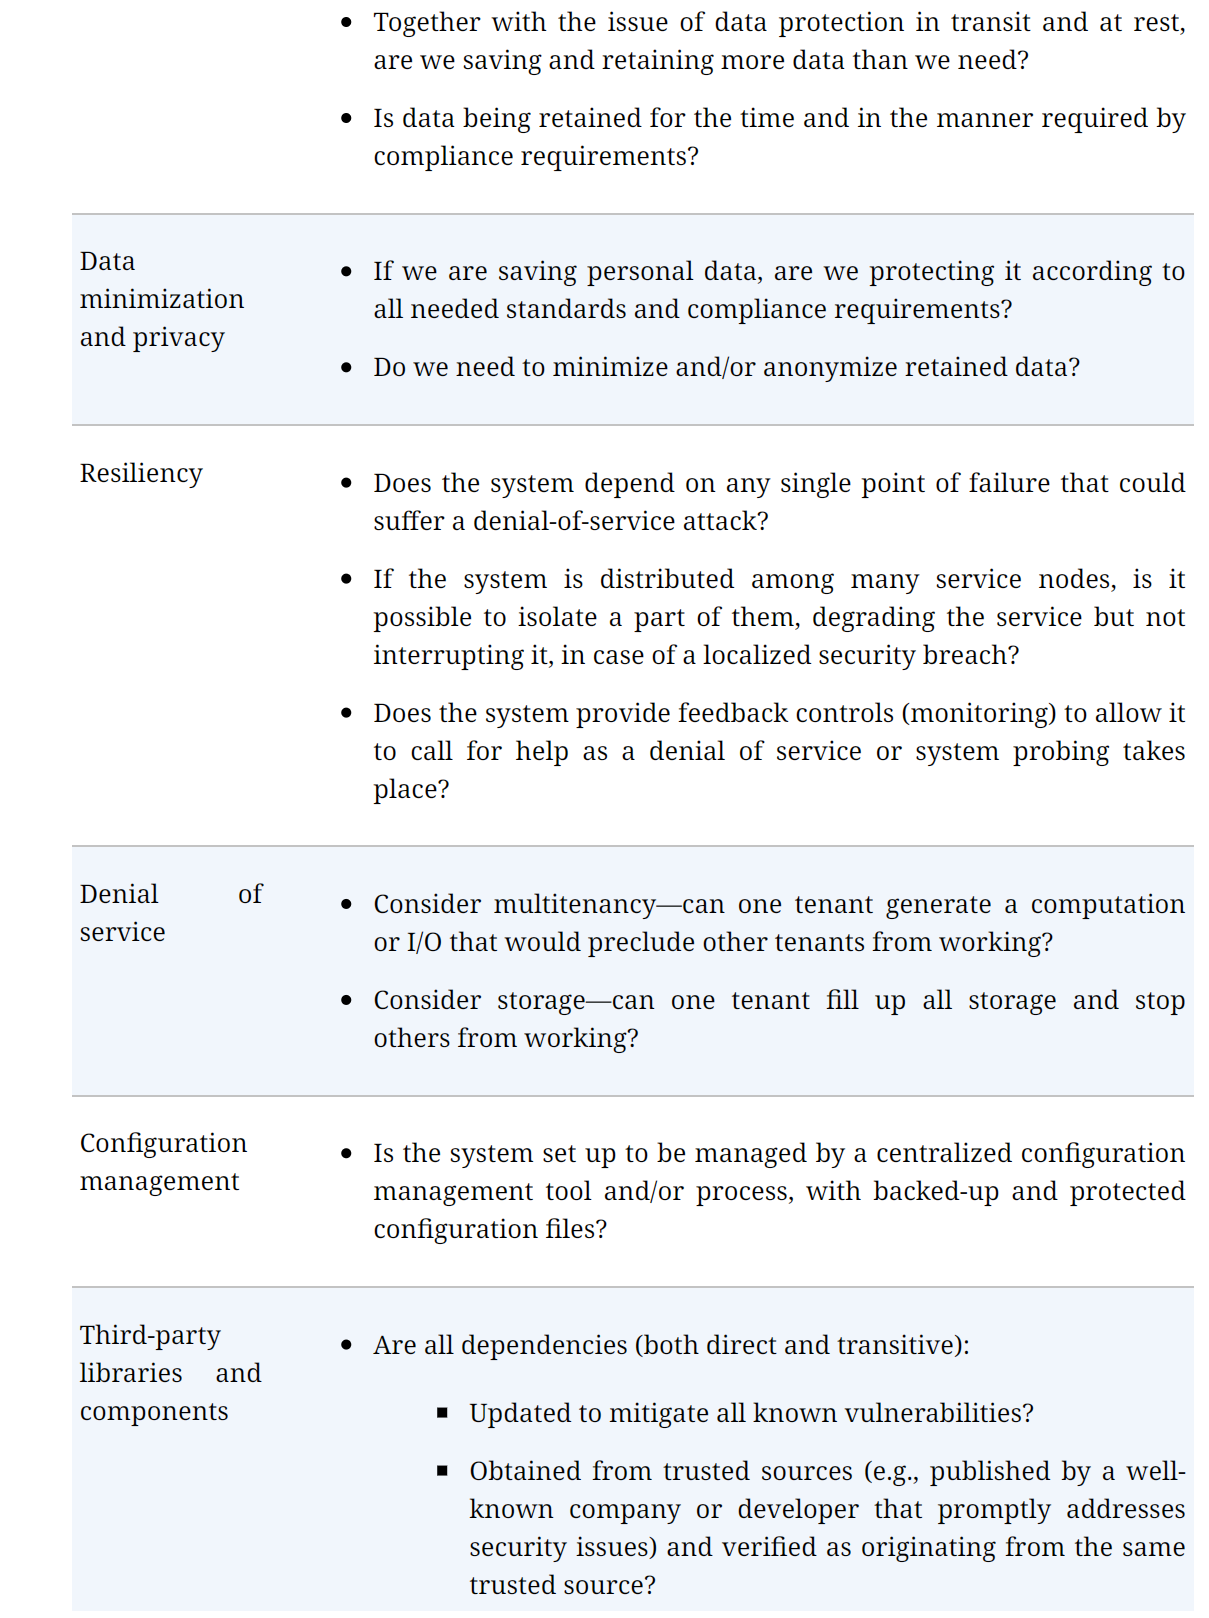 Together with the issue of data protection in transit and at rest,
are we saving and retaining more data than we need?
Is data being retained for the time and in the manner required by
compliance requirements?
Data
minimization
and privacy
If we are saving personal data, are we protecting it according to
all needed standards and compliance requirements?
Do we need to minimize and/or anonymize retained data?
Resiliency
Does the system depend on any single point of failure that could
suffer a denial-of-service attack?
If the system is distributed among many service nodes, is it
possible to isolate a part of them, degrading the service but not
interrupting it, in case of a localized security breach?
Does the system provide feedback controls (monitoring) to allow it
to call for help as a denial of service or system probing takes
place?
Denial of
service
Consider multitenancy—can one tenant generate a computation
or I/O that would preclude other tenants from working?
Consider storage—can one tenant fill up all storage and stop
others from working?
Configuration
management
Is the system set up to be managed by a centralized configuration
management tool and/or process, with backed-up and protected
configuration files?
Third-party
libraries and
components
Are all dependencies (both direct and transitive):
Updated to mitigate all known vulnerabilities?
Obtained from trusted sources (e.g., published by a well-
known company or developer that promptly addresses
security issues) and verified as originating from the same
trusted source?